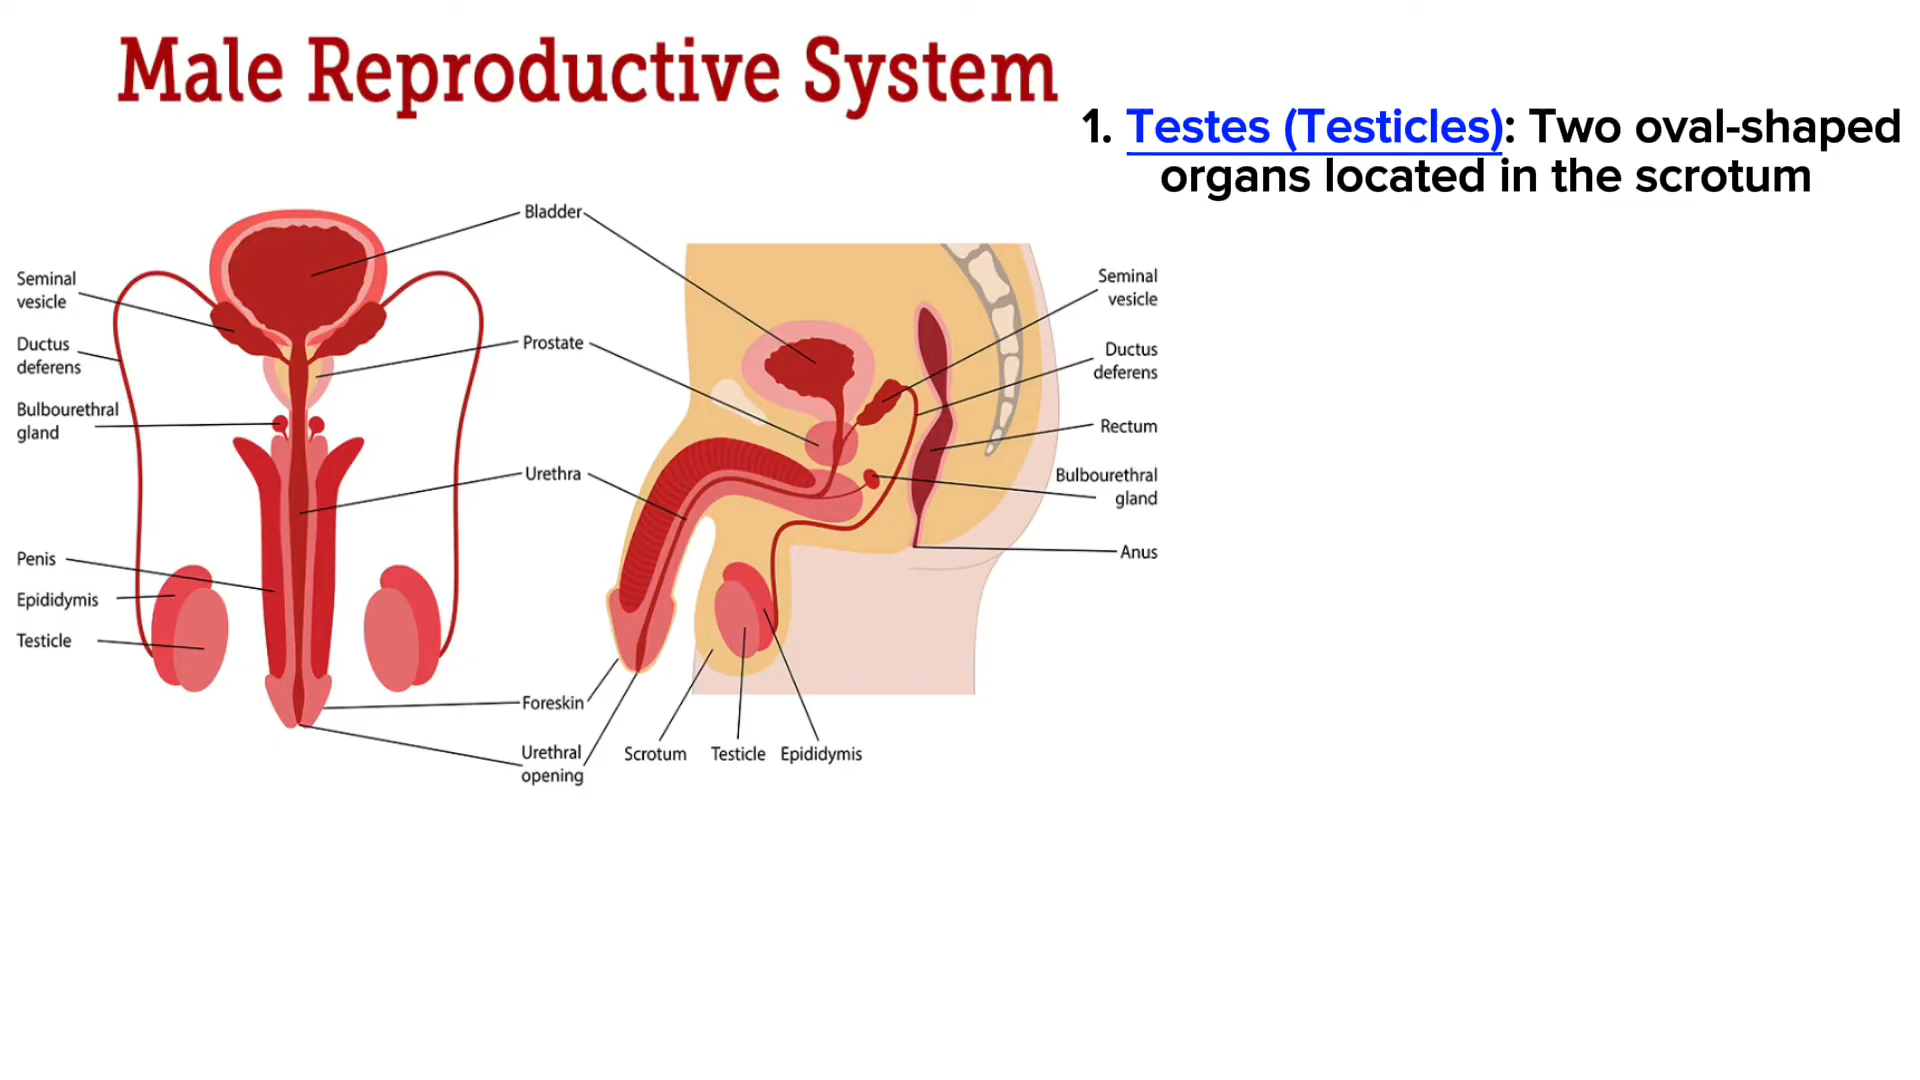 Male Reproductive System
1. Testes (Testicles): Two oval-shaped
organs located in the scrotum
Bladder
Seminal
vesicle
Ductus
deferens
Bulbourethral
gland
Prostate
Urethra
Penis
Epididymis
Testicle
Foreskin
Urethral
opening
Scrotum
Testicle
Epididymis
Seminal
vesicle
Ductus
deferens
Rectum
Bulbourethral
gland
Anus